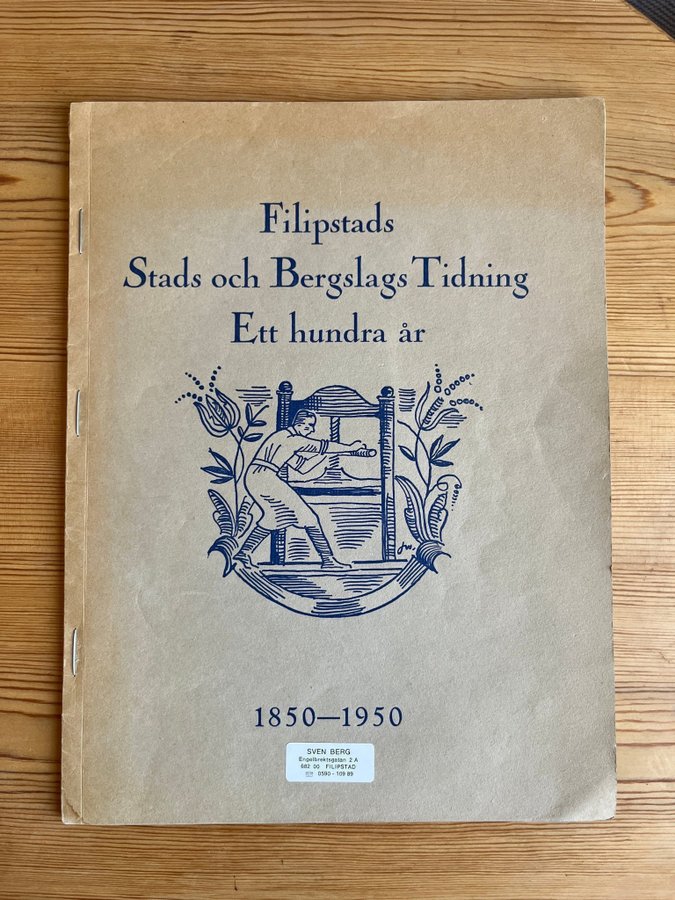 Filipstads
Stads och Bergslags Tidning
Ett hundra år
1850—1950
SVEN BERG
Engelbrektsgatan 2 A
682 00 FILIPSTAD
0590 - 109 89